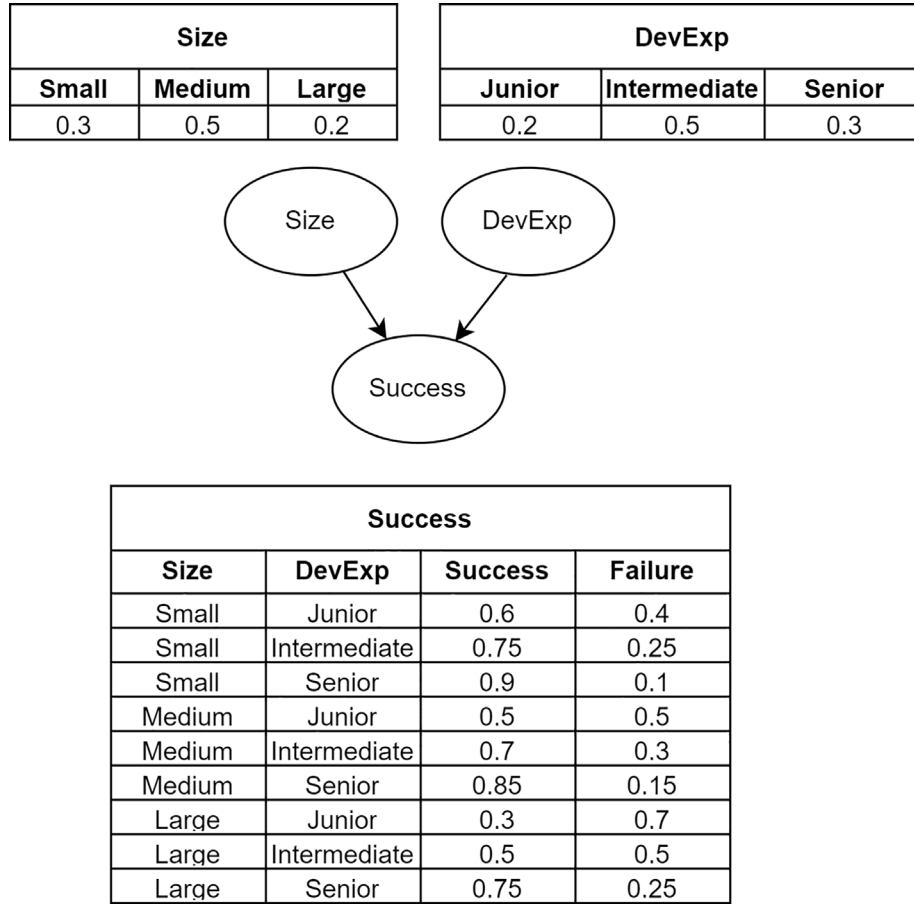 Size
Small Medium Large
0.3 0.5 0.2
DevExp
Junior Intermediate Senior
0.2 0.5 0.3
Size
DevExp
Success
Success
Size DevExp Success Failure
Small Junior 0.6 0.4
Small Intermediate 0.75 0.25
Small Senior 0.9 0.1
Medium Junior 0.5 0.5
Medium Intermediate 0.7 0.3
Medium Senior 0.85 0.15
Large Junior 0.3 0.7
Large Intermediate 0.5 0.5
Large Senior 0.75 0.25